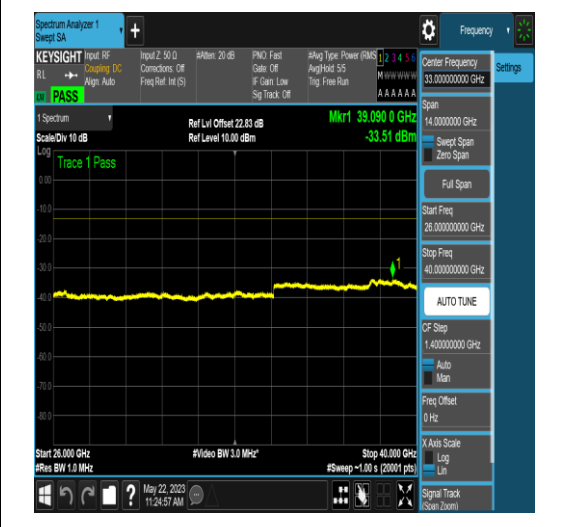 Spectrum Analyzer 1
Swept SA
Frequency
KEYSIGHT
RL
PASS
Input: RF
Coupling: DC
Align: Auto
Input Z: 50 Ω
Corrections: Off
Freq Ref: Int (S)
#Atten: 20 dB
PNO: Fast
Gate: Off
IF Gain: Low
Sig Track: Off
#Avg Type: Power (RMS
Avg|Hold: 5/5
Trig: Free Run
1 2 3 4 5 6
M W W W W W
A A A A A A
Center Frequency
33.000000000 GHz
Settings
Span
14.0000000 GHz
Swept Span
Zero Span
Full Span
Start Freq
26.000000000 GHz
Stop Freq
40.000000000 GHz
AUTO TUNE
CF Step
1.400000000 GHz
Auto
Man
Freq Offset
0 Hz
X Axis Scale
Log
Lin
Signal Track
(Span Zoom)
1 Spectrum
Scale/Div 10 dB
Ref Lvl Offset 22.83 dB
Ref Level 10.00 dBm
Mkr1 39.090 0 GHz
-33.51 dBm
Log
Trace 1 Pass
0.00
-10.0
-20.0
-30.0
1
-40.0
-50.0
-60.0
-70.0
-80.0
Start 26.000 GHz
#Res BW 1.0 MHz
#Video BW 3.0 MHz*
Stop 40.000 GHz
#Sweep ~1.00 s (20001 pts)
?
May 22, 2023
11:24:57 AM